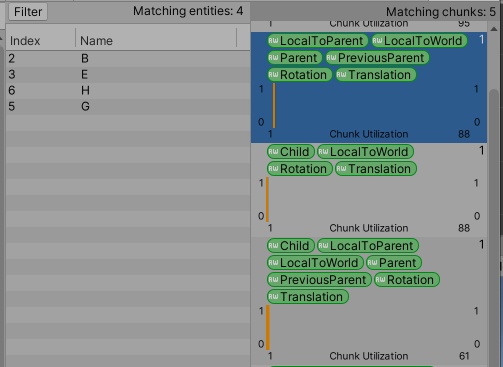 Filter Matching entities: 4
Index Name
2 B
3 E
6 H
5 G
Matching chunks: 5
1 Chunk Utilization 95
RW LocalToParent RW LocalToWorld 1
RW Parent RW PreviousParent
RW Rotation RW Translation
1 1
0 0
1 Chunk Utilization 88
RW Child RW LocalToWorld 1
RW Rotation RW Translation
1 1
0 0
1 Chunk Utilization 88
RW Child RW LocalToParent 1
RW LocalToWorld RW Parent
RW PreviousParent RW Rotation
RW Translation
1 1
0 0
1 Chunk Utilization 61